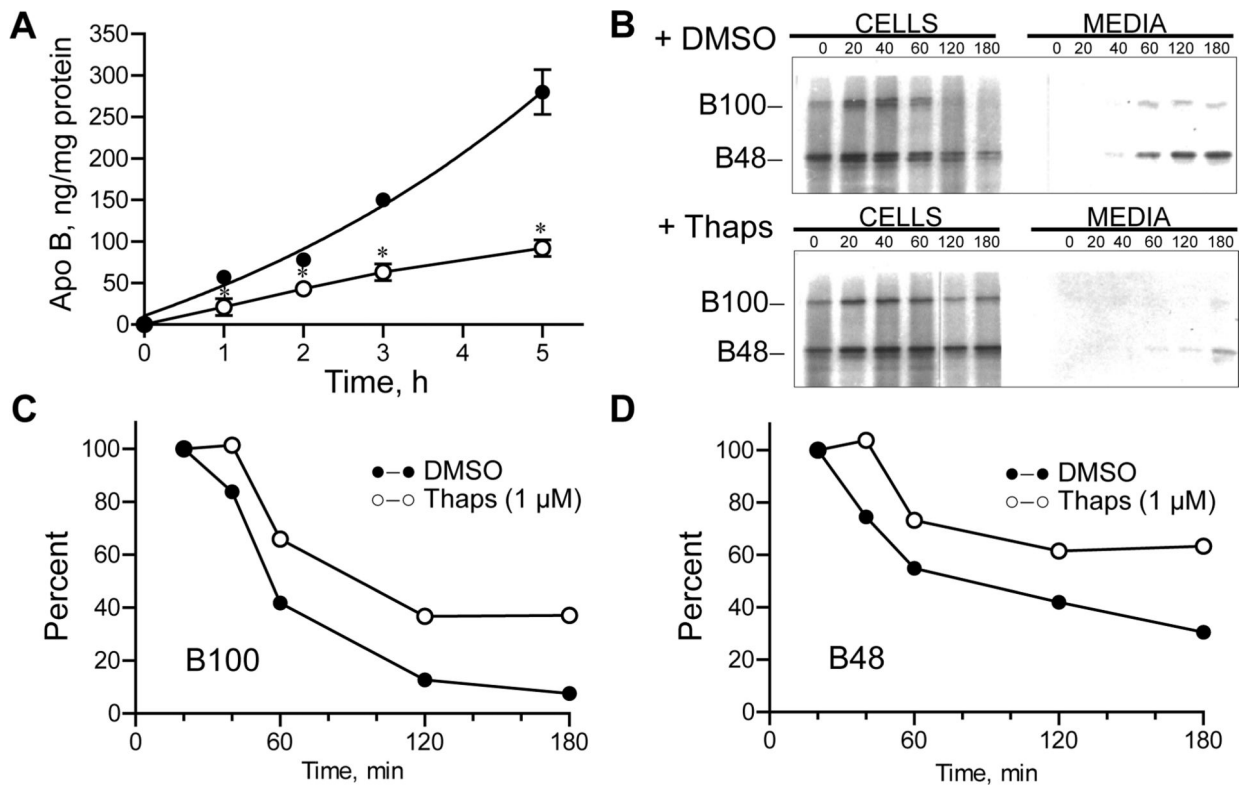 A
Apo B, ng/mg protein
350
300
250
200
150
100
50
0
* * * *
0 1 2 3 4 5
Time, h
B
+ DMSO
CELLS MEDIA
0 20 40 60 120 180 0 20 40 60 120 180
B100–
B48–
+ Thaps
CELLS MEDIA
0 20 40 60 120 180 0 20 40 60 120 180
B100–
B48–
C
Percent
100
80
60
40
20
0
DMSO
Thaps (1 µM)
B100
0 60 120 180
Time, min
D
Percent
100
80
60
40
20
0
DMSO
Thaps (1 µM)
B48
0 60 120 180
Time, min